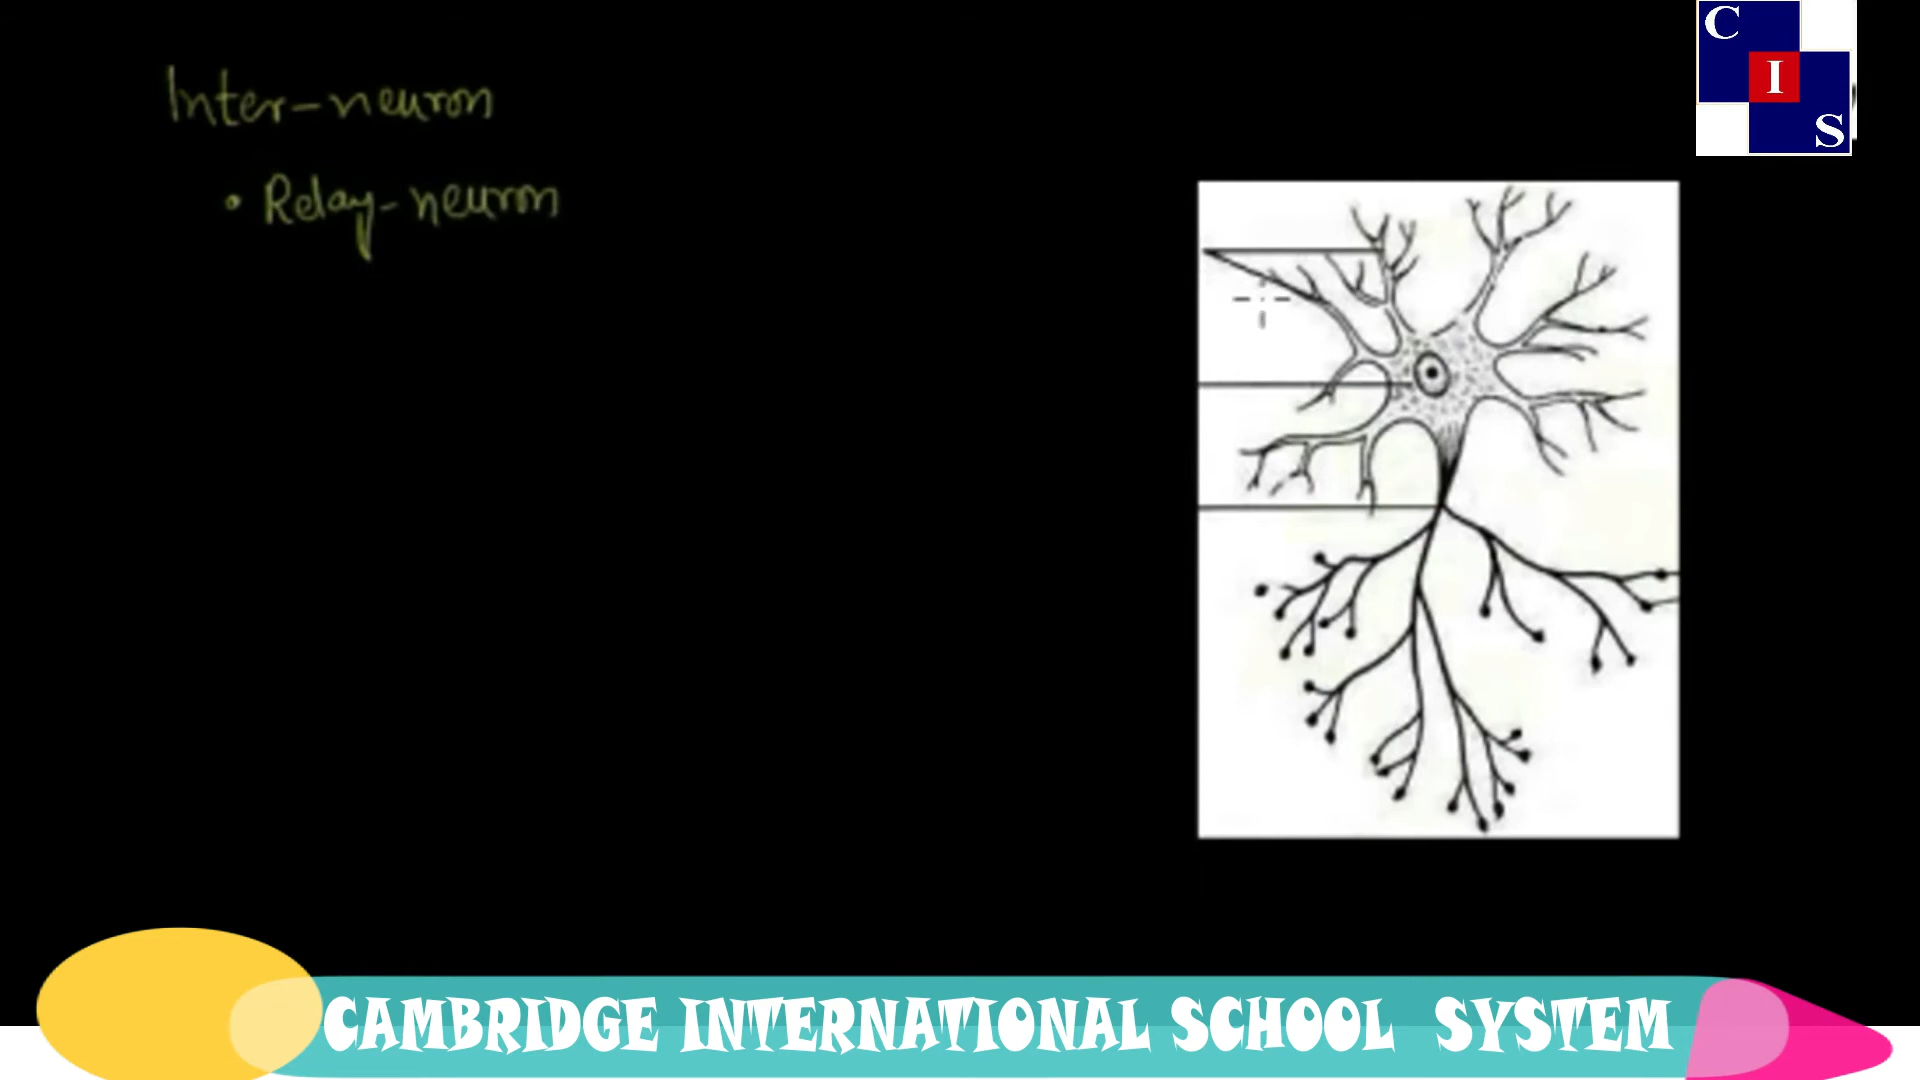 Inter-neuron
• Relay-neuron
C
I
S
CAMBRIDGE INTERNATIONAL SCHOOL SYSTEM